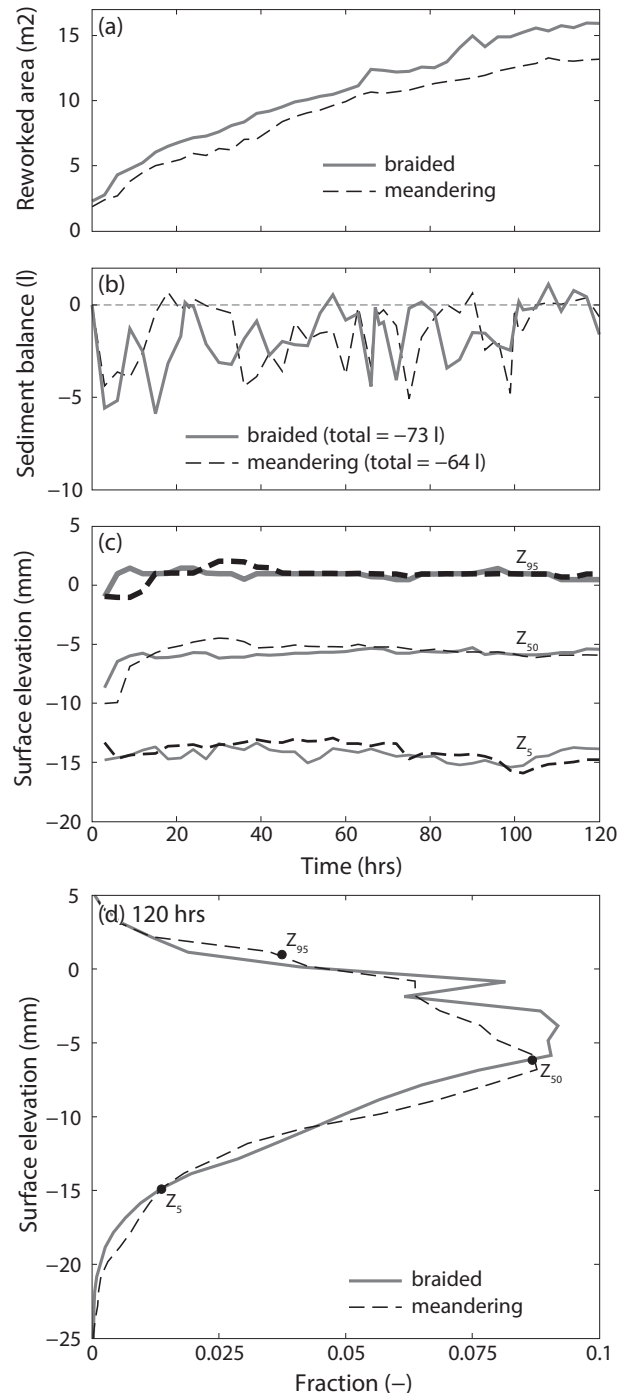 (a)
Reworked area (m2)
15
10
5
0
braided
meandering
(b)
Sediment balance (l)
0
−5
−10
braided (total = −73 l)
meandering (total = −64 l)
(c)
Surface elevation (mm)
5
0
−5
−10
−15
−20
Z95
Z50
Z5
0 20 40 60 80 100 120
Time (hrs)
(d) 120 hrs
Surface elevation (mm)
5
0
−5
−10
−15
−20
−25
Z95
Z50
Z5
braided
meandering
0 0.025 0.05 0.075 0.1
Fraction (−)